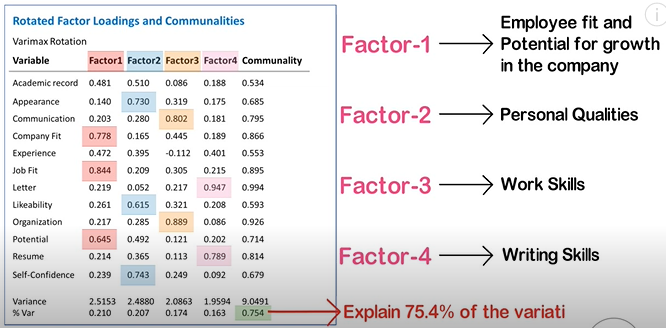 Rotated Factor Loadings and Communalities
Varimax Rotation
Variable Factor1 Factor2 Factor3 Factor4 Communality
Academic record 0.481 0.510 0.086 0.188 0.534
Appearance 0.140 0.730 0.319 0.175 0.685
Communication 0.203 0.280 0.802 0.181 0.795
Company Fit 0.778 0.165 0.445 0.189 0.866
Experience 0.472 0.395 -0.112 0.401 0.553
Job Fit 0.844 0.209 0.305 0.215 0.895
Letter 0.219 0.052 0.217 0.947 0.994
Likeability 0.261 0.615 0.321 0.208 0.593
Organization 0.217 0.285 0.889 0.086 0.926
Potential 0.645 0.492 0.121 0.202 0.714
Resume 0.214 0.365 0.113 0.789 0.814
Self-Confidence 0.239 0.743 0.249 0.092 0.679
Variance 2.5153 2.4880 2.0863 1.9594 9.0491
% Var 0.210 0.207 0.174 0.163 0.754
Factor-1
Employee fit and
Potential for growth
in the company
Factor-2
Personal Qualities
Factor-3
Work Skills
Factor-4
Writing Skills
Explain 75.4% of the variati